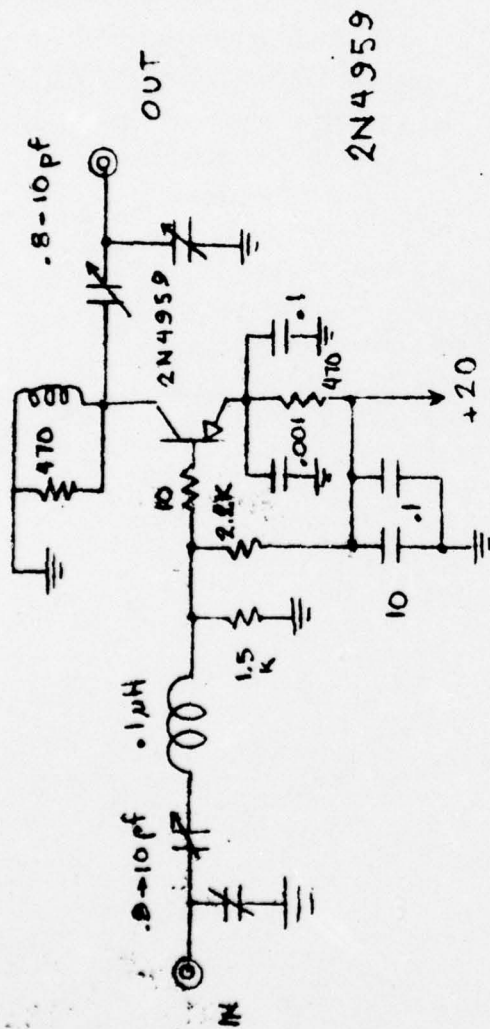 .8-10pf
OUT
470
2N4959
2N4959
.1µH
.8-10pf
10
2.2K
.001
.1
470
1.5
K
IN
10
.1
+20